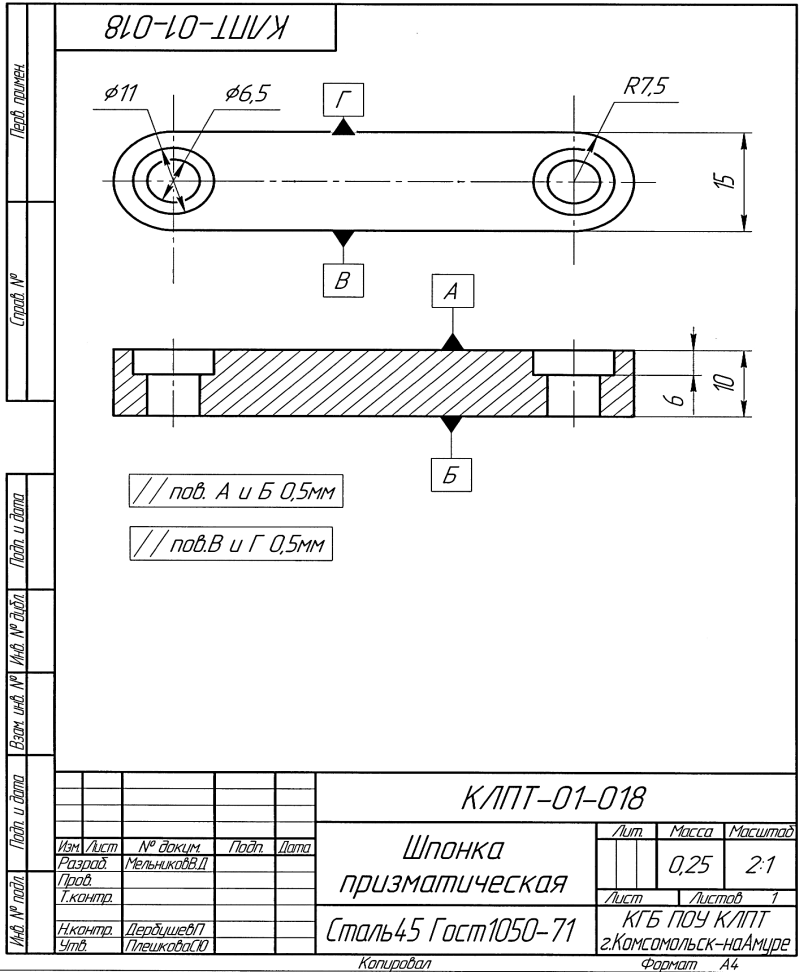 КЛПТ-01-018
Перв. примен.
Справ. №
Подп. и дата
Инв. № дубл.
Взам. инв. №
Подп. и дата
Инв. № подл.
φ11
φ6,5
Г
R7,5
15
В
А
6
10
Б
// пов. А и Б 0,5мм
// пов.В и Г 0,5мм
КЛПТ-01-018
Изм. Лист № докум. Подп. Дата
Разраб. МельниковВ.Д
Пров.
Т.контр.
Н.контр. ДербушевП
Утв. ПлешковаСЮ
Шпонка
призматическая
Лит. Масса Масштаб
0,25 2:1
Лист Листов 1
Сталь45 Гост1050-71
КГБ ПОУ КЛПТ
г.Комсомольск-наАмуре
Копировал Формат А4